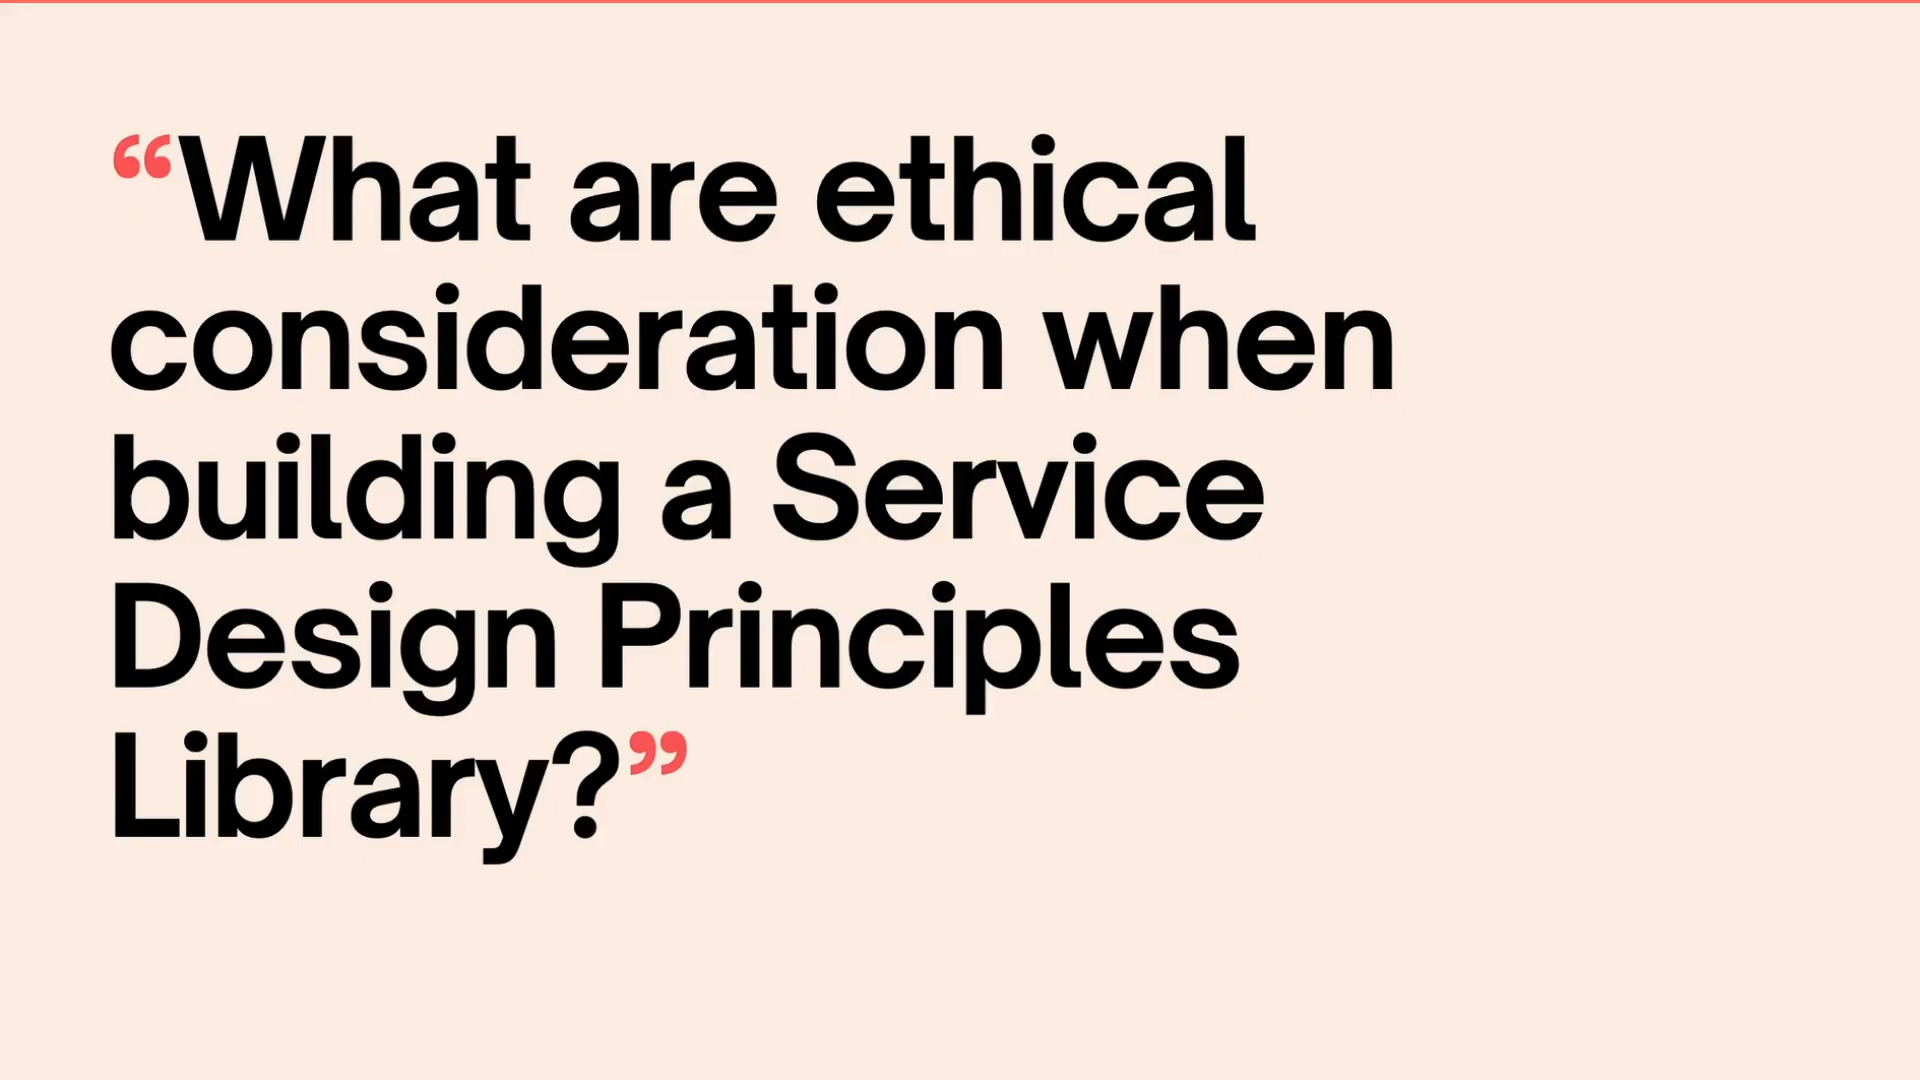 “What are ethical
consideration when
building a Service
Design Principles
Library?”